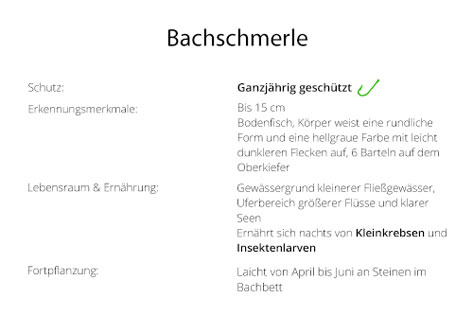 Bachschmerle
Schutz:
Ganzjährig geschützt
Erkennungsmerkmale:
Bis 15 cm
Bodenfisch, Körper weist eine rundliche
Form und eine hellgraue Farbe mit leicht
dunkleren Flecken auf, 6 Barteln auf dem
Oberkiefer
Lebensraum & Ernährung:
Gewässergrund kleinerer Fließgewässer,
Uferbereich größerer Flüsse und klarer
Seen
Ernährt sich nachts von Kleinkrebsen und
Insektenlarven
Fortpflanzung:
Laicht von April bis Juni an Steinen im
Bachbett